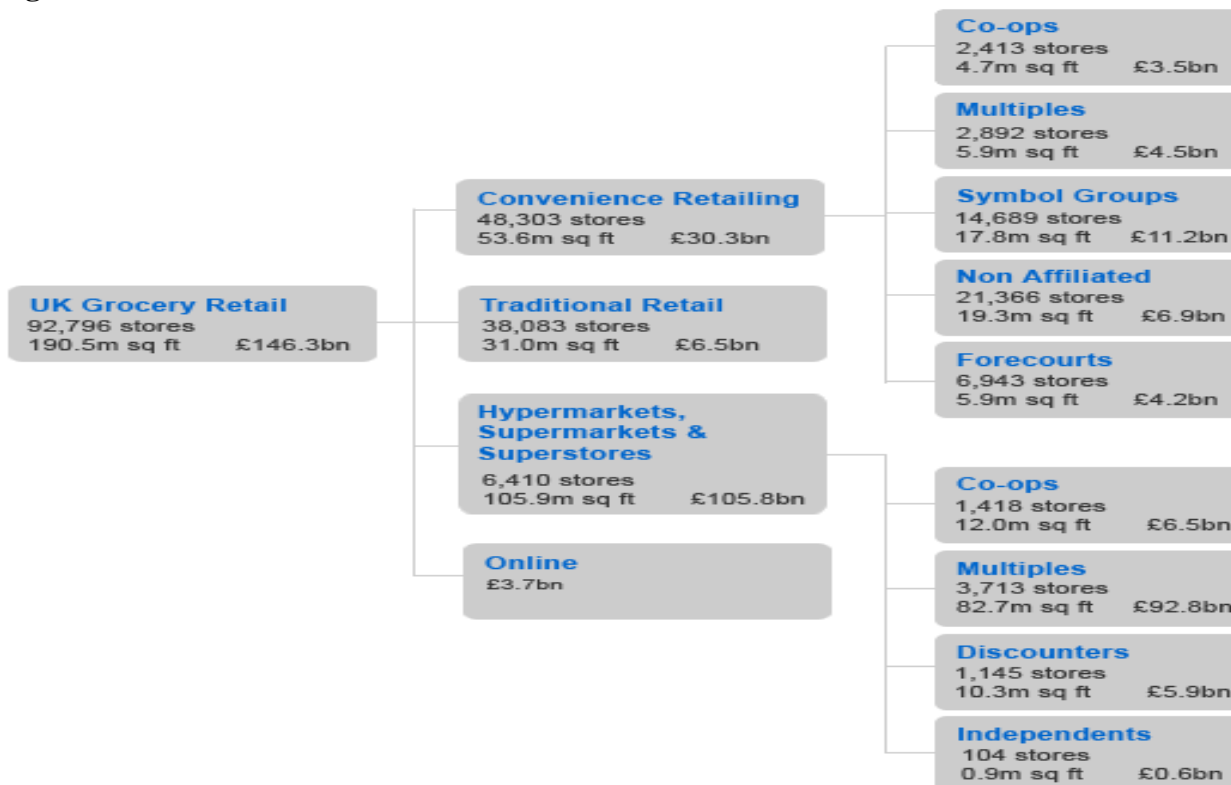 UK Grocery Retail
92,796 stores
190.5m sq ft £146.3bn
Convenience Retailing
48,303 stores
53.6m sq ft £30.3bn
Traditional Retail
38,083 stores
31.0m sq ft £6.5bn
Hypermarkets,
Supermarkets &
Superstores
6,410 stores
105.9m sq ft £105.8bn
Online
£3.7bn
Co-ops
2,413 stores
4.7m sq ft £3.5bn
Multiples
2,892 stores
5.9m sq ft £4.5bn
Symbol Groups
14,689 stores
17.8m sq ft £11.2bn
Non Affiliated
21,366 stores
19.3m sq ft £6.9bn
Forecourts
6,943 stores
5.9m sq ft £4.2bn
Co-ops
1,418 stores
12.0m sq ft £6.5bn
Multiples
3,713 stores
82.7m sq ft £92.8bn
Discounters
1,145 stores
10.3m sq ft £5.9bn
Independents
104 stores
0.9m sq ft £0.6bn